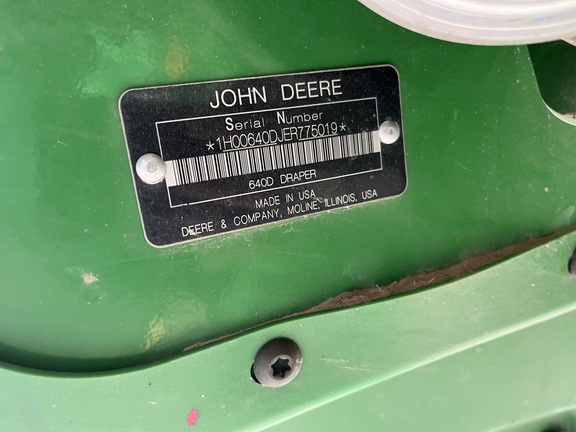 JOHN DEERE
Serial Number
*1H00640DJER775019*
640D DRAPER
MADE IN USA
DEERE & COMPANY, MOLINE, ILLINOIS, USA